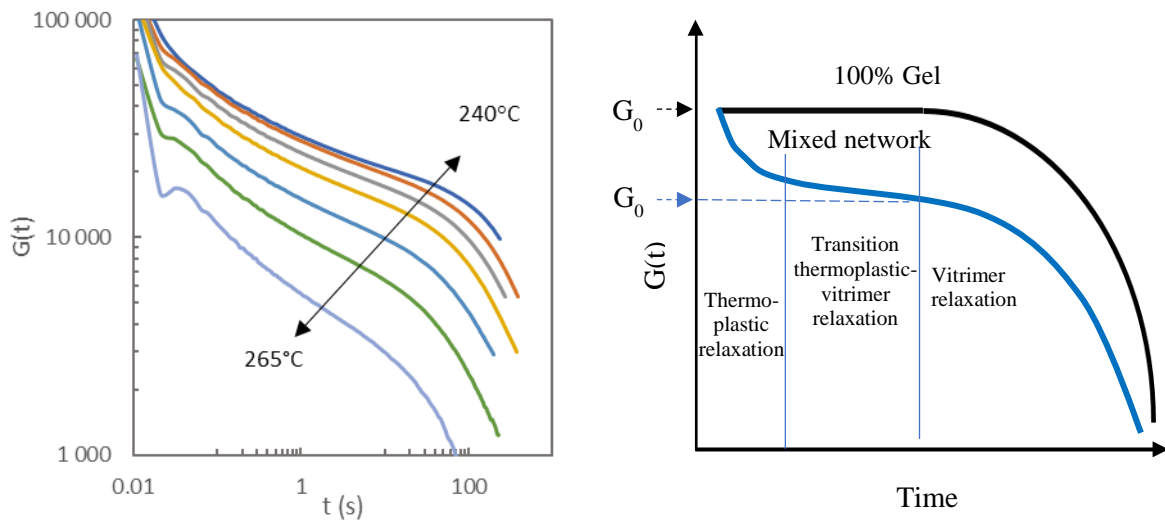 100 000
10 000
1 000
G(t)
0.01
1
100
t (s)
240°C
265°C
100% Gel
G0
Mixed network
G0
G(t)
Thermo-
plastic
relaxation
Transition
thermoplastic-
vitrimer
relaxation
Vitrimer
relaxation
Time